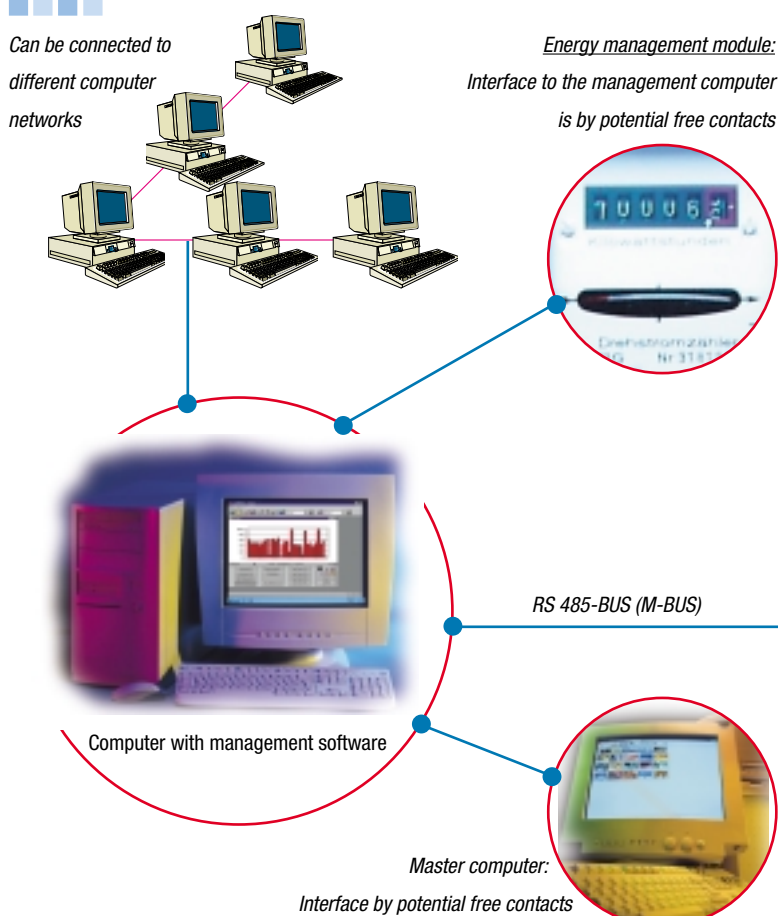 Can be connected to
different computer
networks
Energy management module:
Interface to the management computer
is by potential free contacts
Kilowattstunden
Drehstromzähler
Nr 3181
RS 485-BUS (M-BUS)
Computer with management software
Master computer:
Interface by potential free contacts